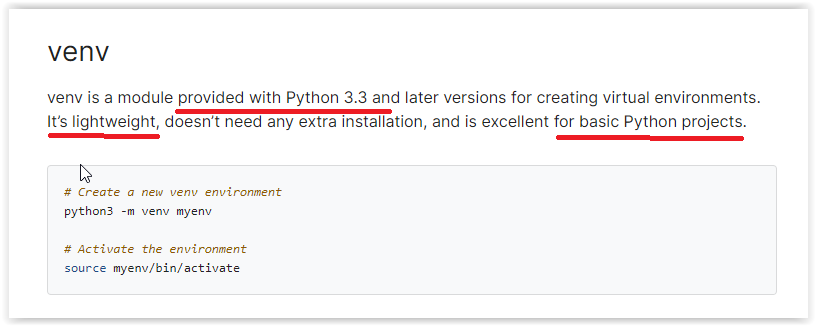 venv
venv is a module provided with Python 3.3 and later versions for creating virtual environments.
It’s lightweight, doesn’t need any extra installation, and is excellent for basic Python projects.
# Create a new venv environment
python3 -m venv myenv
# Activate the environment
source myenv/bin/activate